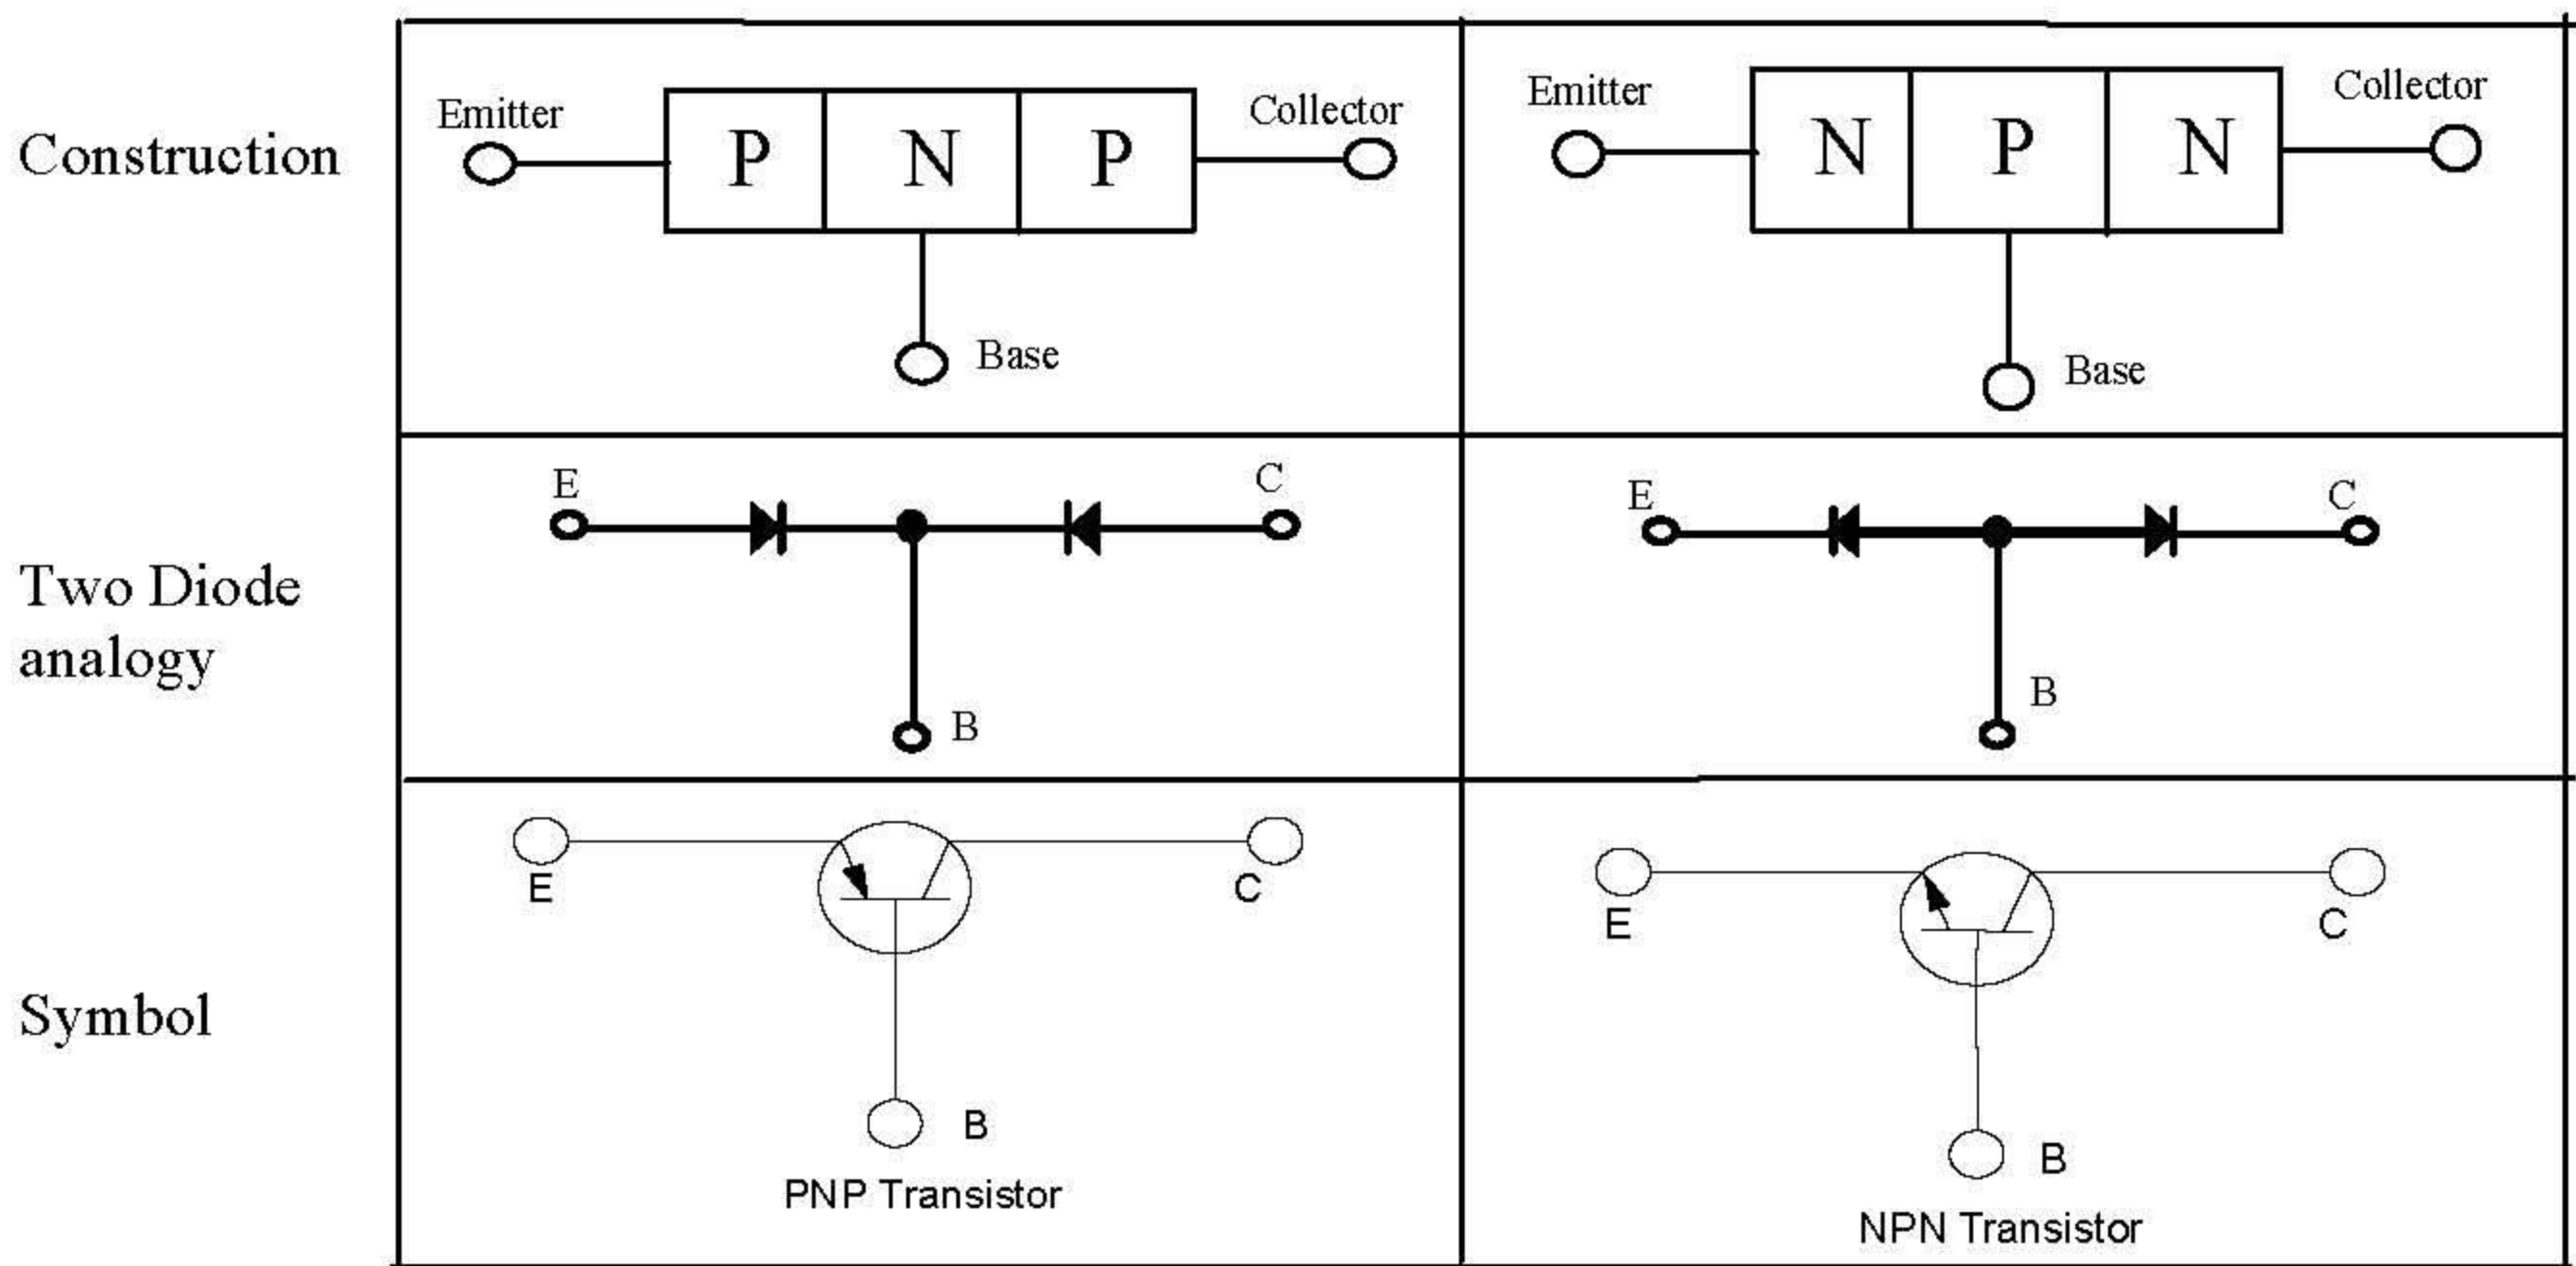 Construction
Emitter
P
N
P
Collector
Base
Emitter
N
P
N
Collector
Base
Two Diode
analogy
E
C
B
E
C
B
Symbol
E
C
B
PNP Transistor
E
C
B
NPN Transistor